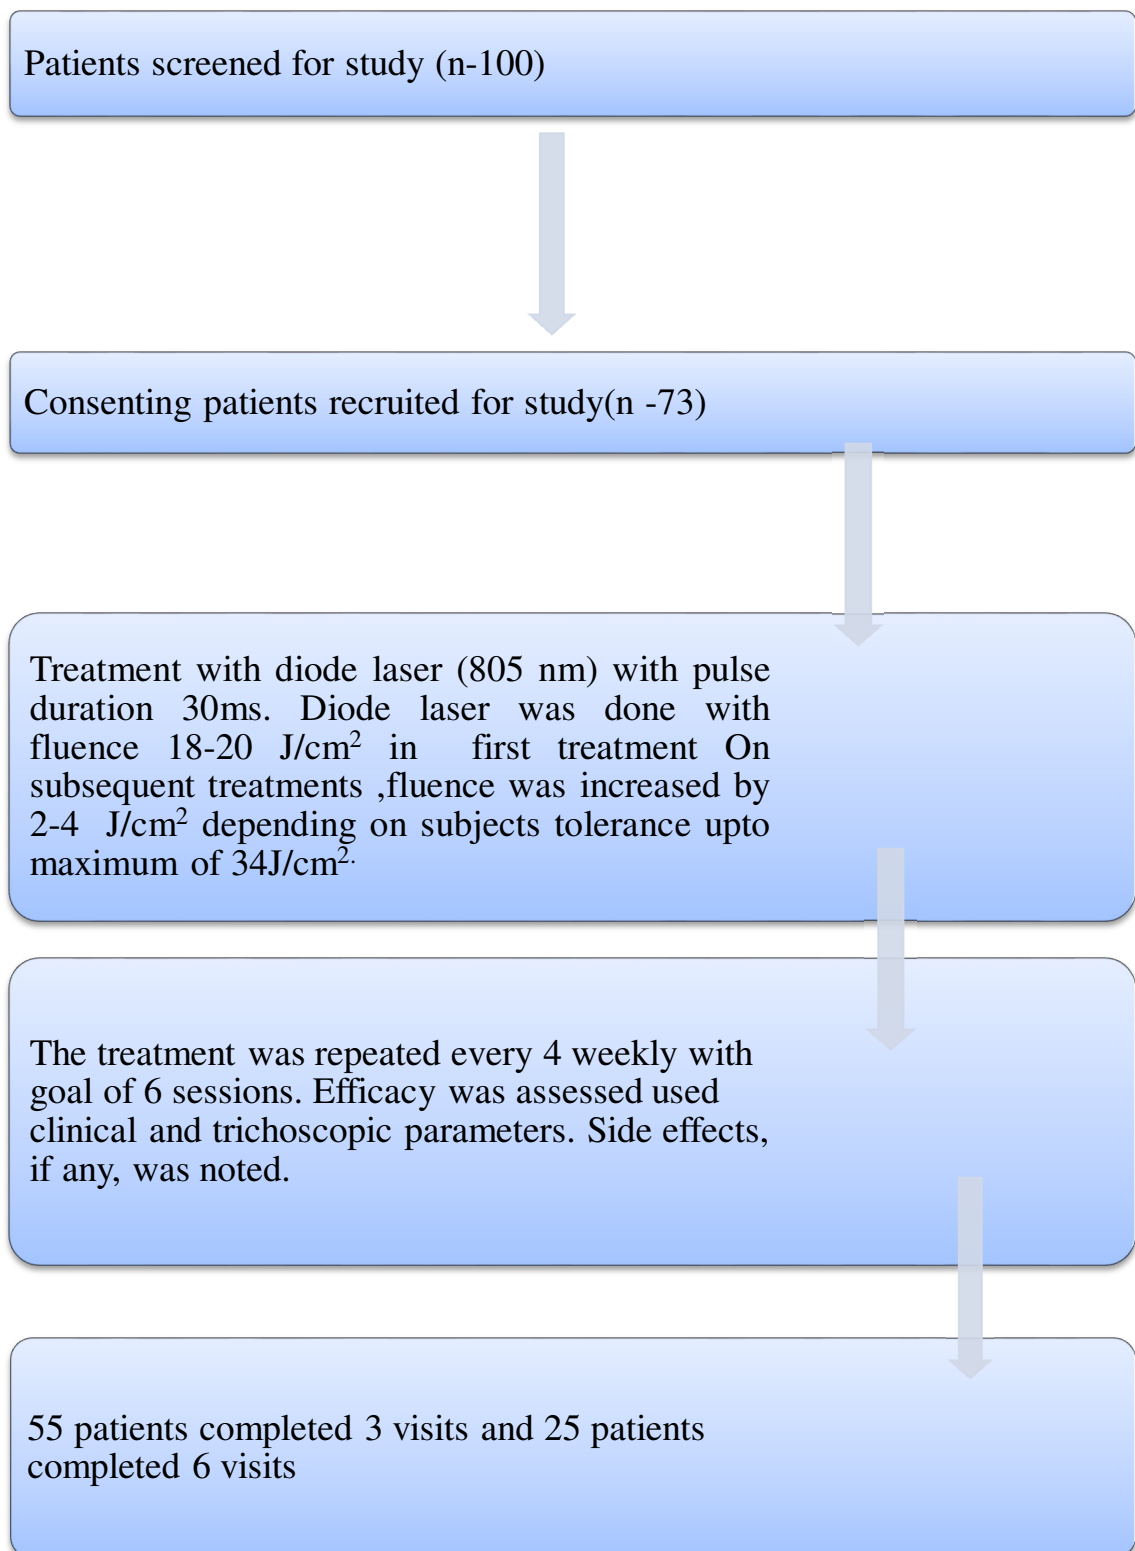 Patients screened for study (n-100)
Consenting patients recruited for study(n -73)
Treatment with diode laser (805 nm) with pulse
duration 30ms. Diode laser was done with
fluence 18-20 J/cm² in first treatment On
subsequent treatments ,fluence was increased by
2-4 J/cm² depending on subjects tolerance upto
maximum of 34J/cm².
The treatment was repeated every 4 weekly with
goal of 6 sessions. Efficacy was assessed used
clinical and trichoscopic parameters. Side effects,
if any, was noted.
55 patients completed 3 visits and 25 patients
completed 6 visits